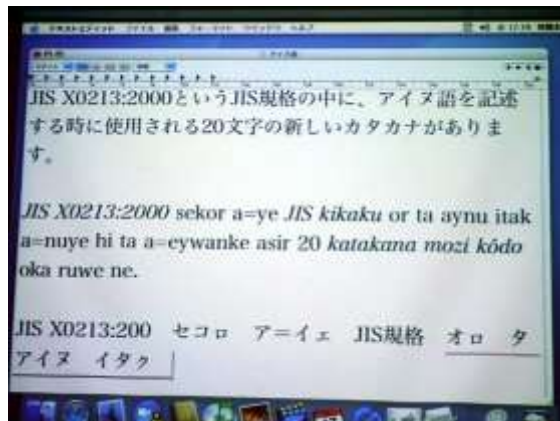 JIS X0213:2000というJIS規格の中に、アイヌ語を記述
する時に使用される20文字の新しいカタカナがありま
す。
JIS X0213:2000 sekor a=ye JIS kikaku or ta aynu itak
a=nuye hi ta a=eywanke asir 20 katakana mozi kôdo
oka ruwe ne.
JIS X0213:200 セコㇿ ア=イェ JIS規格 オㇿ タ
アイヌ イタㇰ